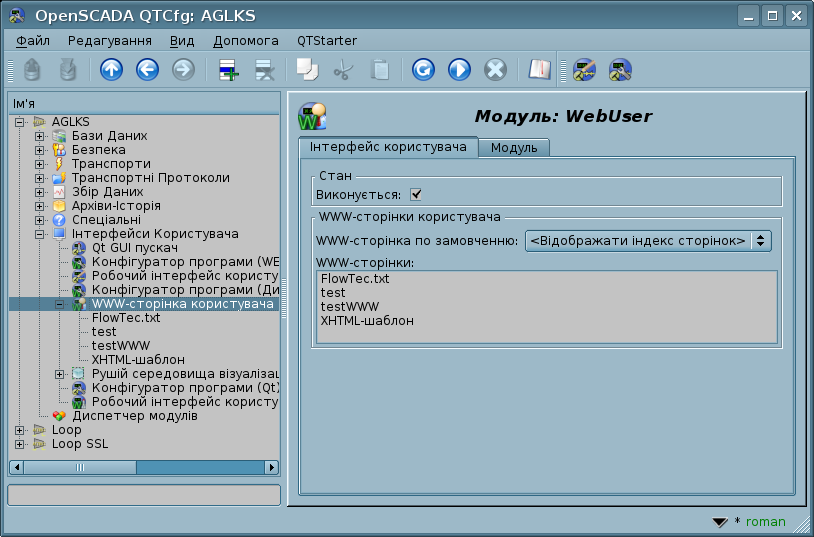 OpenSCADA QTCfg: AGLKS
Файл Редагування Вид Допомога QTStarter
Ім'я
AGLKS
Бази Даних
Безпека
Транспорти
Транспортні Протоколи
Збір Даних
Архіви-Історія
Спеціальні
Інтерфейси Користувача
Qt GUI пускач
Конфігуратор програми (WE
Робочий інтерфейс користу
Конфігуратор програми (Ди
WWW-сторінка користувача
FlowTec.txt
test
testWWW
XHTML-шаблон
Рушій середовища візуаліза
Конфігуратор програми (Qt)
Робочий інтерфейс користу
Диспетчер модулів
Loop
Loop SSL
Модуль: WebUser
Інтерфейс користувача Модуль
Стан
Виконується:
WWW-сторінки користувача
WWW-сторінка по замовченню: <Відображати індекс сторінок>
WWW-сторінки:
FlowTec.txt
test
testWWW
XHTML-шаблон
* roman